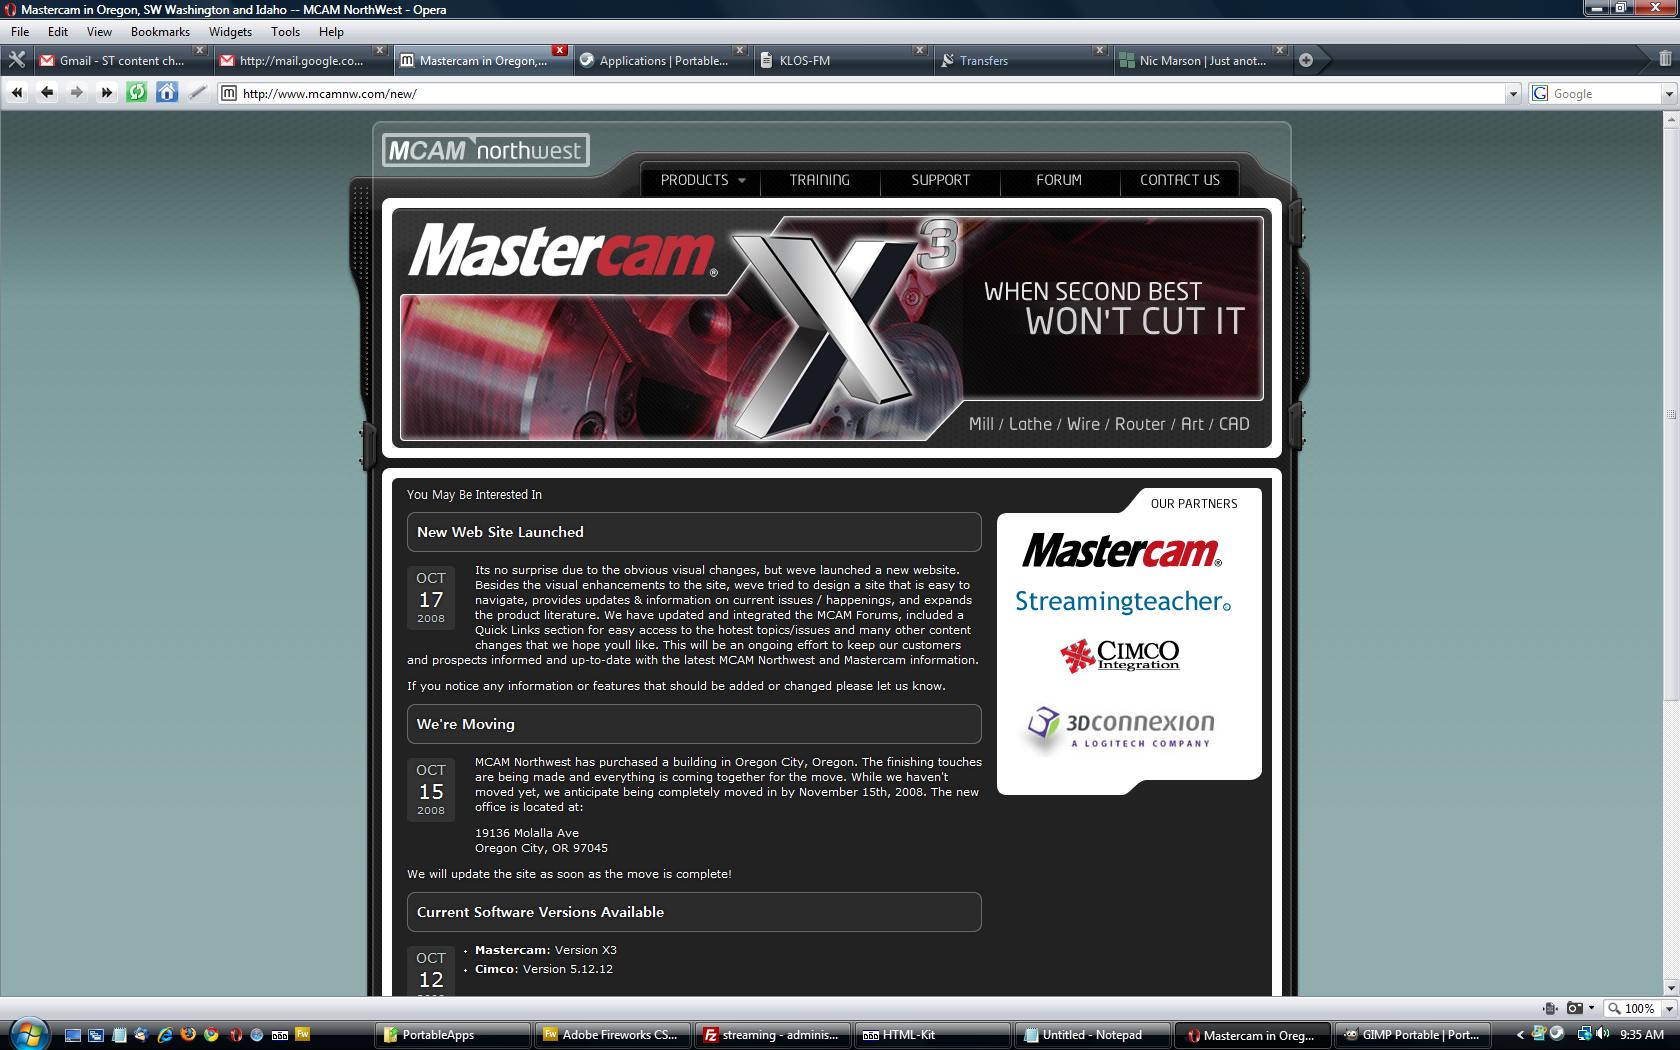 Mastercam in Oregon, SW Washington and Idaho -- MCAM NorthWest - Opera
File Edit View Bookmarks Widgets Tools Help
Gmail - ST content ch... http://mail.google.co... Mastercam in Oregon,... Applications | Portable... KLOS-FM Transfers Nic Marson | Just anot...
http://www.mcamnw.com/new/ Google
MCAM northwest
PRODUCTS TRAINING SUPPORT FORUM CONTACT US
Mastercam® X3
WHEN SECOND BEST
WON'T CUT IT
Mill / Lathe / Wire / Router / Art / CAD
You May Be Interested In
New Web Site Launched
OCT
17
2008
Its no surprise due to the obvious visual changes, but weve launched a new website.
Besides the visual enhancements to the site, weve tried to design a site that is easy to
navigate, provides updates & information on current issues / happenings, and expands
the product literature. We have updated and integrated the MCAM Forums, included a
Quick Links section for easy access to the hotest topics/issues and many other content
changes that we hope youll like. This will be an ongoing effort to keep our customers
and prospects informed and up-to-date with the latest MCAM Northwest and Mastercam information.
If you notice any information or features that should be added or changed please let us know.
We're Moving
OCT
15
2008
MCAM Northwest has purchased a building in Oregon City, Oregon. The finishing touches
are being made and everything is coming together for the move. While we haven't
moved yet, we anticipate being completely moved in by November 15th, 2008. The new
office is located at:
19136 Molalla Ave
Oregon City, OR 97045
We will update the site as soon as the move is complete!
Current Software Versions Available
OCT
12
• Mastercam: Version X3
• Cimco: Version 5.12.12
OUR PARTNERS
Mastercam®
Streamingteacher
CIMCO
Integration
3Dconnexion
A LOGITECH COMPANY
100%
PortableApps Adobe Fireworks CS... streaming - adminis... HTML-Kit Untitled - Notepad Mastercam in Oreg... GIMP Portable | Port... 9:35 AM